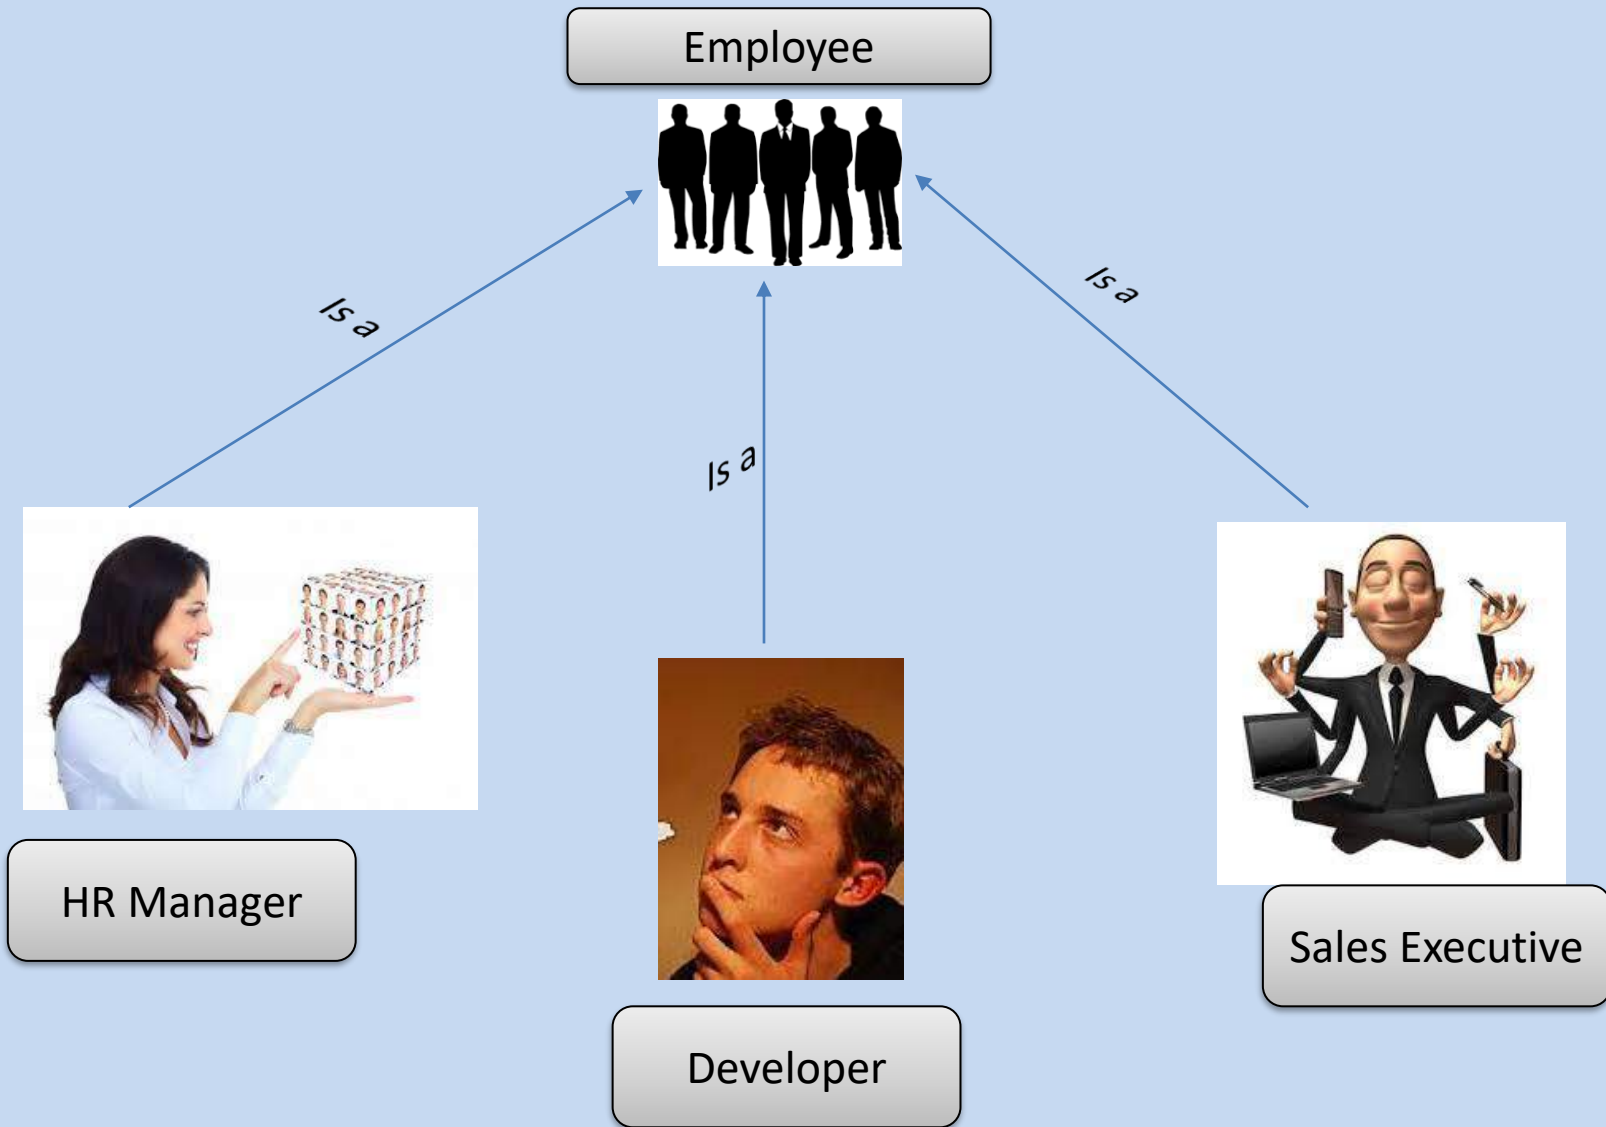 Employee
Is a
Is a
Is a
HR Manager
Sales Executive
Developer